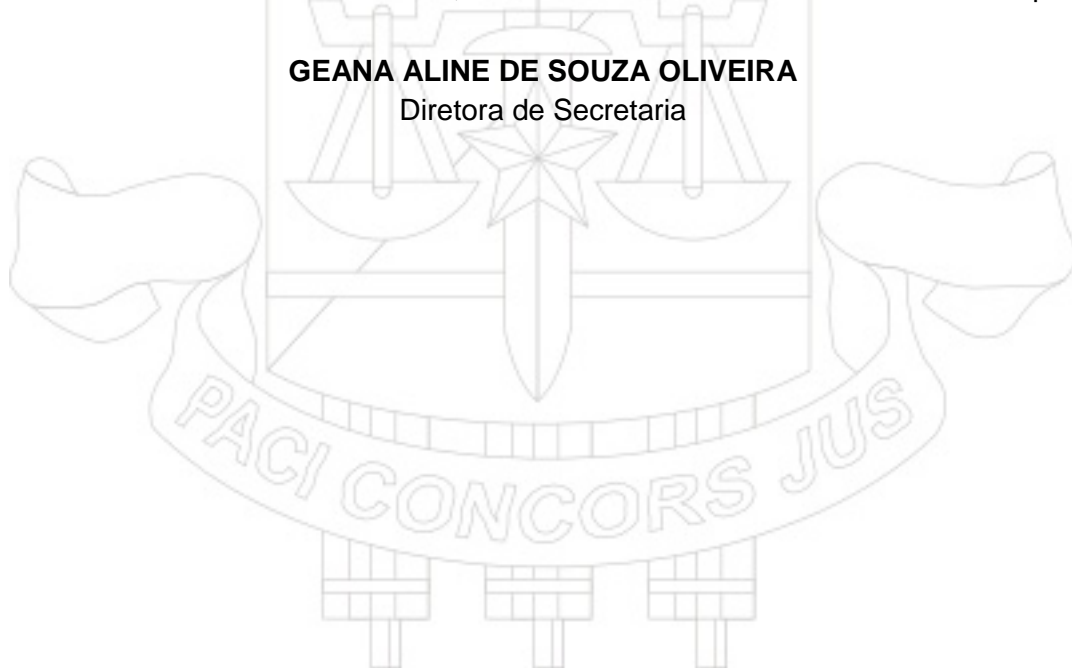 GEANA ALINE DE SOUZA OLIVEIRA
Diretora de Secretaria
PACI CONCORS JUS